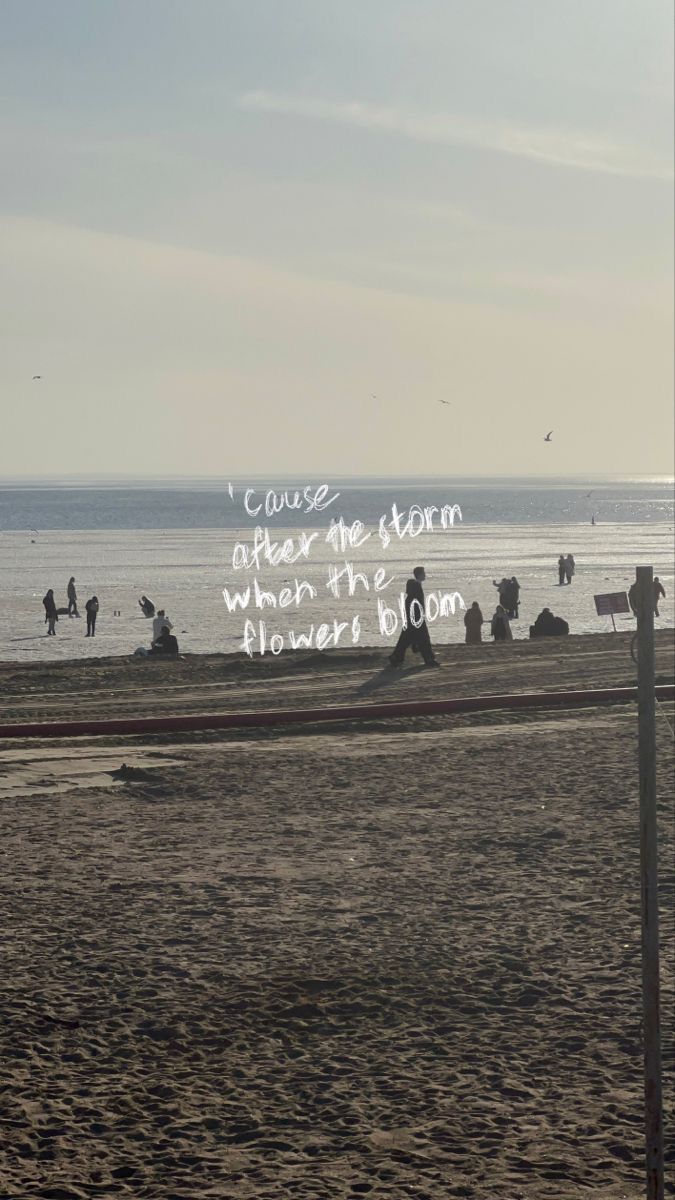 'cause
after the storm
when the
flowers bloom